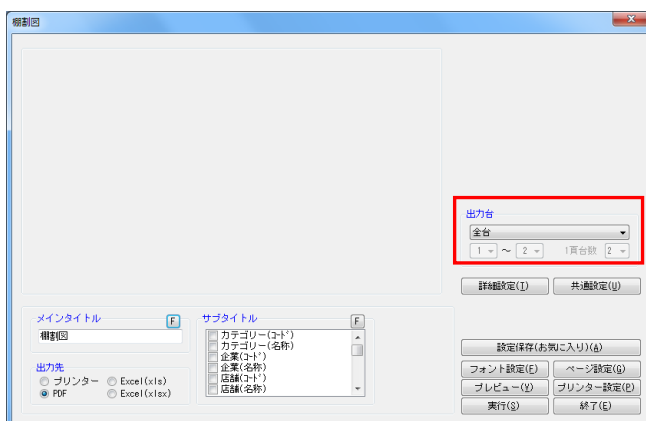 棚割図
出力台
全台
1 ～ 2 1頁台数 2
詳細設定(I) 共通設定(U)
メインタイトル F サブタイトル F
棚割図
カテゴリー(ｺｰﾄﾞ)
カテゴリー(名称)
企業(ｺｰﾄﾞ)
企業(名称)
店舗(ｺｰﾄﾞ)
店舗(名称)
出力先
プリンター Excel(xls)
PDF Excel(xlsx)
設定保存(お気に入り)(A)
フォント設定(F) ページ設定(G)
プレビュー(V) プリンター設定(P)
実行(S) 終了(E)